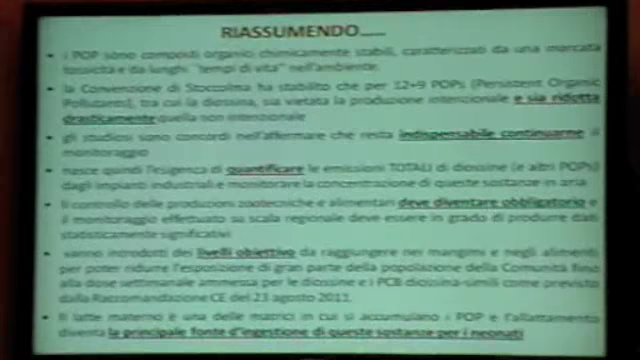 RIASSUMENDO.....
• i POP sono composti organici chimicamente stabili, caratterizzati da una marcata
tossicità e da lunghi "tempi di vita" nell'ambiente.
• la Convenzione di Stoccolma ha stabilito che per 12+9 POPs (Persistent Organic
Pollutants), tra cui la diossina, sia vietata la produzione intenzionale e sia ridotta
drasticamente quella non intenzionale
• gli studiosi sono concordi nell'affermare che resta indispensabile continuarne il
monitoraggio
• nasce quindi l'esigenza di quantificare le emissioni TOTALI di diossine (e altri POPs)
dagli impianti industriali e monitorare la concentrazione di queste sostanze in aria
• Il controllo delle produzioni zootecniche e alimentari deve diventare obbligatorio e
il monitoraggio effettuato su scala regionale deve essere in grado di produrre dati
statisticamente significativi
• vanno introdotti dei livelli obiettivo da raggiungere nei mangimi e negli alimenti
per poter ridurre l'esposizione di gran parte della popolazione della Comunità fino
alla dose settimanale ammessa per le diossine e i PCB diossina-simili come previsto
dalla Raccomandazione CE del 23 agosto 2011.
• Il latte materno è una delle matrici in cui si accumulano i POP e l'allattamento
diventa la principale fonte d'ingestione di queste sostanze per i neonati